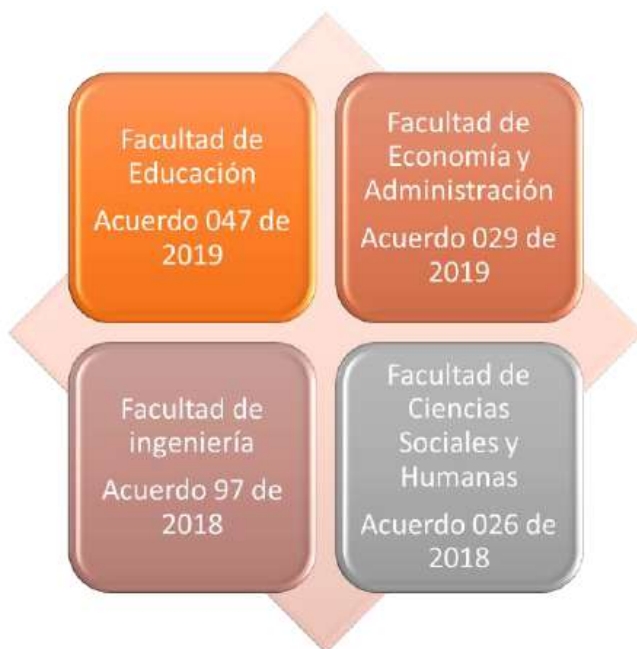 Facultad de
Educación
Acuerdo 047 de
2019
Facultad de
Economía y
Administración
Acuerdo 029 de
2019
Facultad de
ingeniería
Acuerdo 97 de
2018
Facultad de
Ciencias
Sociales y
Humanas
Acuerdo 026 de
2018